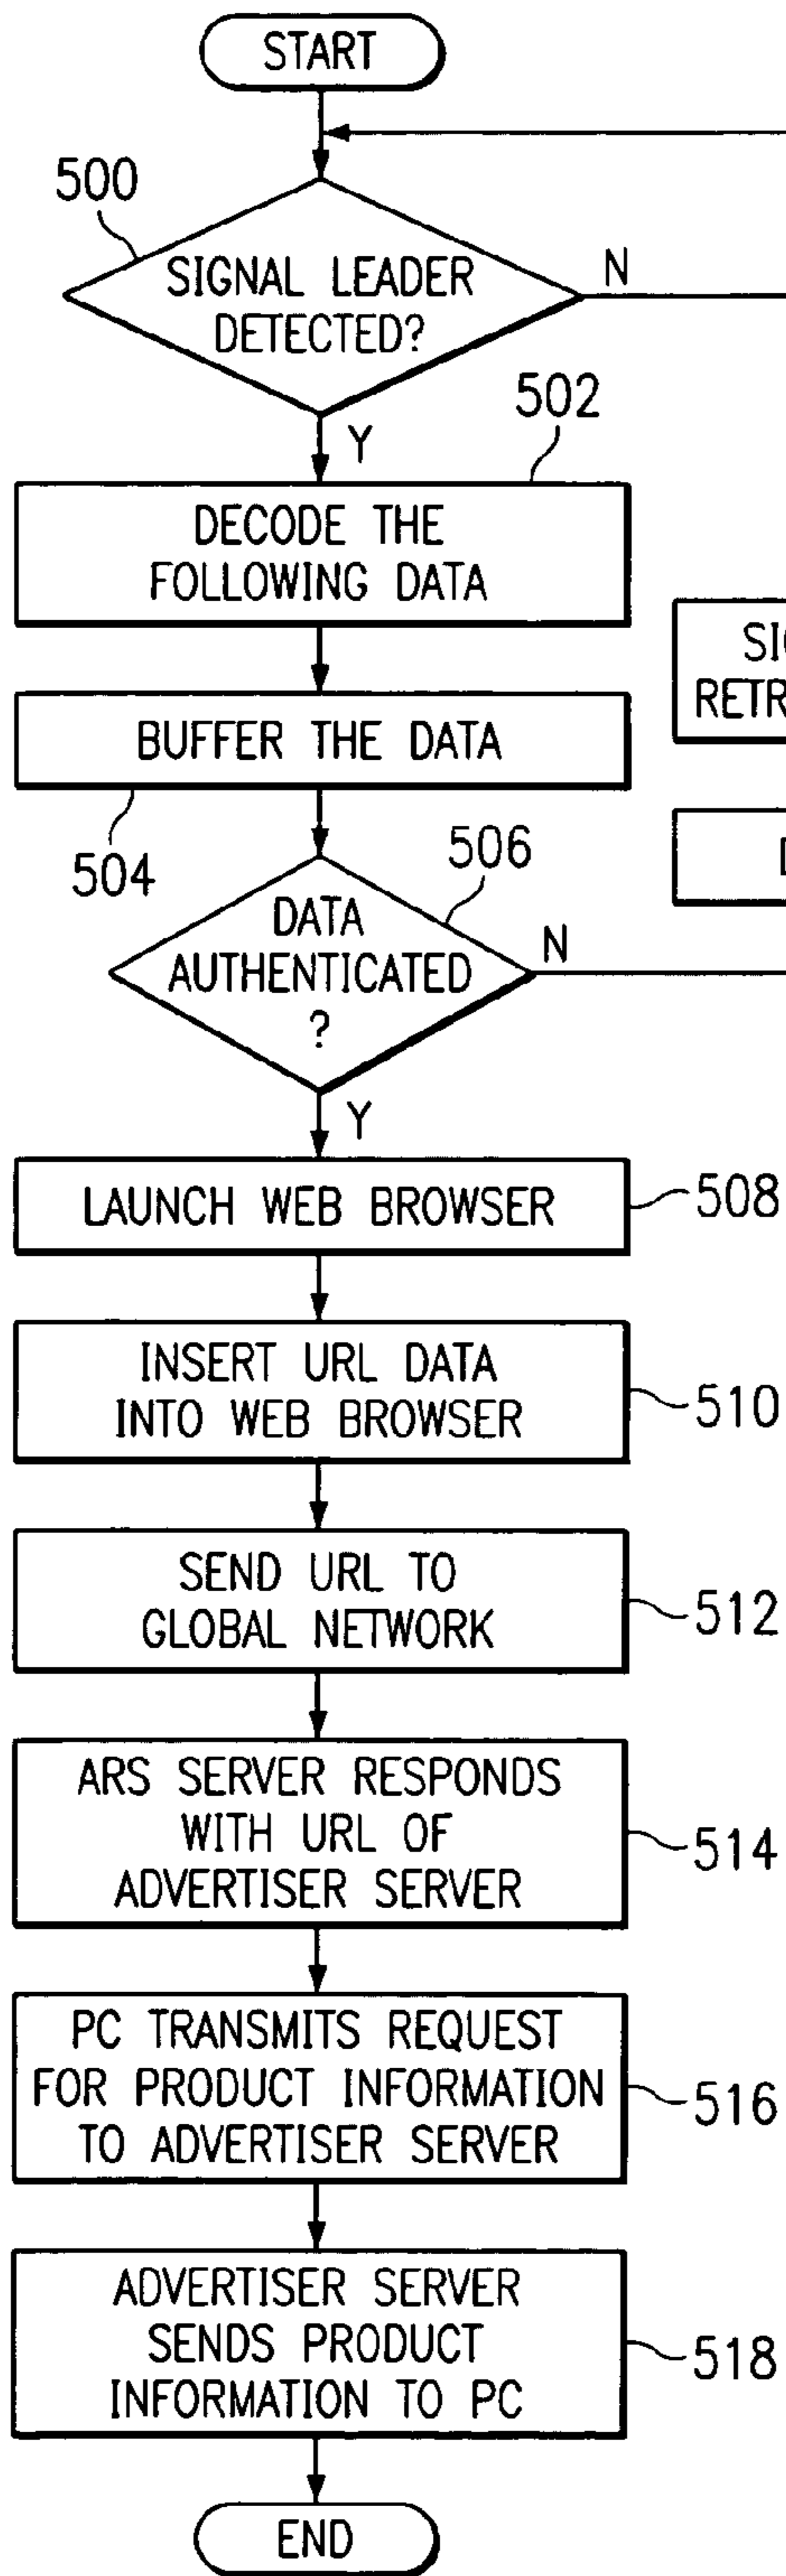 START
500
SIGNAL LEADER
DETECTED?
N
Y
502
DECODE THE
FOLLOWING DATA
BUFFER THE DATA
504
506
DATA
AUTHENTICATED
?
N
Y
LAUNCH WEB BROWSER
508
INSERT URL DATA
INTO WEB BROWSER
510
SEND URL TO
GLOBAL NETWORK
512
ARS SERVER RESPONDS
WITH URL OF
ADVERTISER SERVER
514
PC TRANSMITS REQUEST
FOR PRODUCT INFORMATION
TO ADVERTISER SERVER
516
ADVERTISER SERVER
SENDS PRODUCT
INFORMATION TO PC
518
END